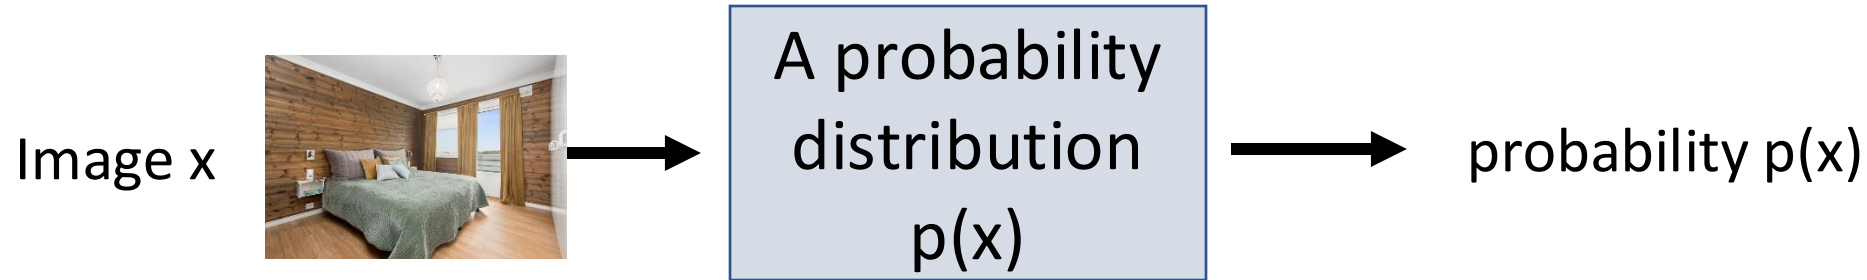 Image x
A probability
distribution
p(x)
probability p(x)